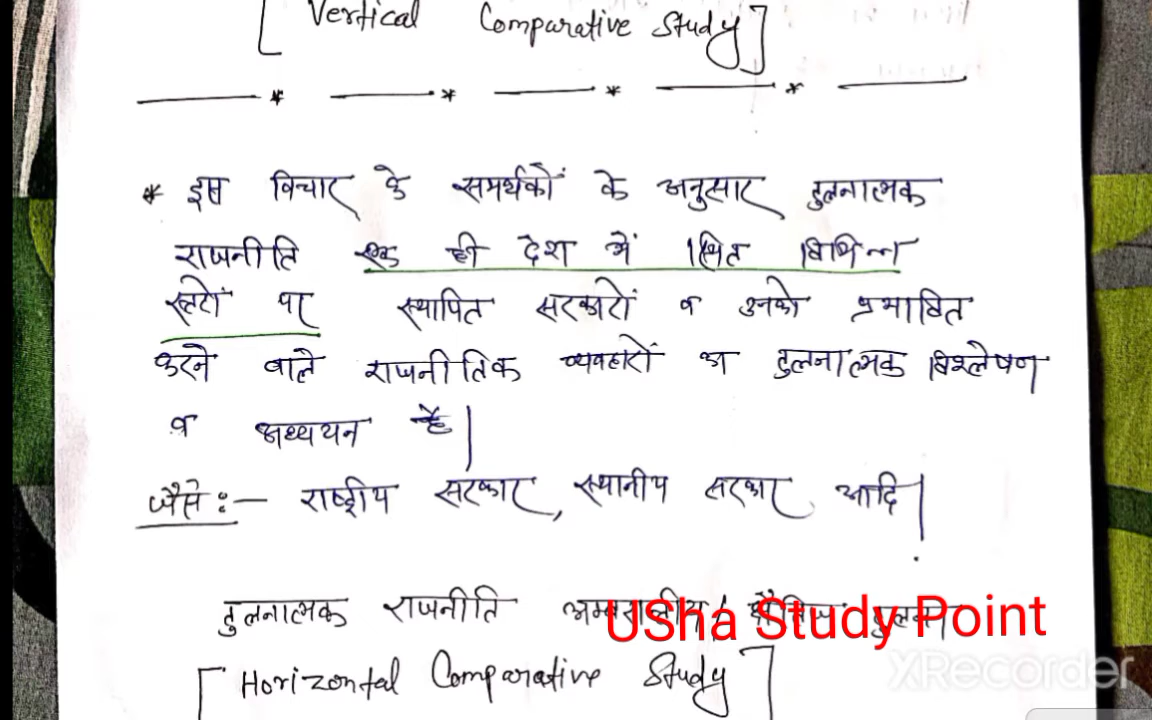 [ Vertical Comparative Study ]
* इस विचार के समर्थकों के अनुसार तुलनात्मक
राजनीति एक ही देश में स्थित विभिन्न
स्तरों पर स्थापित सरकारों व उनको प्रभावित
करने वाले राजनीतिक व्यवहारों का तुलनात्मक विश्लेषण
व अध्ययन है।
जैसे :— राष्ट्रीय सरकार, स्थानीय सरकार आदि।
तुलनात्मक राजनीति
USha Study Point
[ Horizontal Comparative Study ]
XRecorder